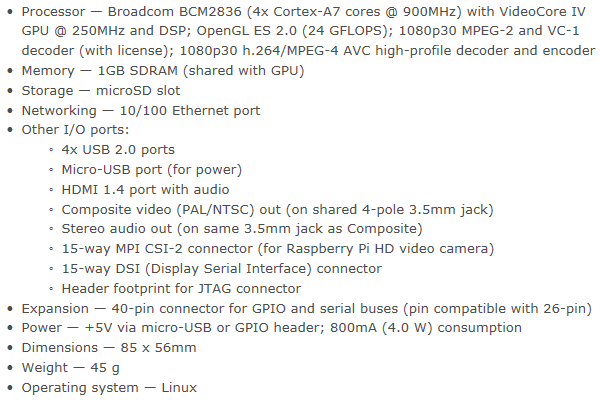 • Processor — Broadcom BCM2836 (4x Cortex-A7 cores @ 900MHz) with VideoCore IV
GPU @ 250MHz and DSP; OpenGL ES 2.0 (24 GFLOPS); 1080p30 MPEG-2 and VC-1
decoder (with license); 1080p30 h.264/MPEG-4 AVC high-profile decoder and encoder
• Memory — 1GB SDRAM (shared with GPU)
• Storage — microSD slot
• Networking — 10/100 Ethernet port
• Other I/O ports:
◦ 4x USB 2.0 ports
◦ Micro-USB port (for power)
◦ HDMI 1.4 port with audio
◦ Composite video (PAL/NTSC) out (on shared 4-pole 3.5mm jack)
◦ Stereo audio out (on same 3.5mm jack as Composite)
◦ 15-way MPI CSI-2 connector (for Raspberry Pi HD video camera)
◦ 15-way DSI (Display Serial Interface) connector
◦ Header footprint for JTAG connector
• Expansion — 40-pin connector for GPIO and serial buses (pin compatible with 26-pin)
• Power — +5V via micro-USB or GPIO header; 800mA (4.0 W) consumption
• Dimensions — 85 x 56mm
• Weight — 45 g
• Operating system — Linux